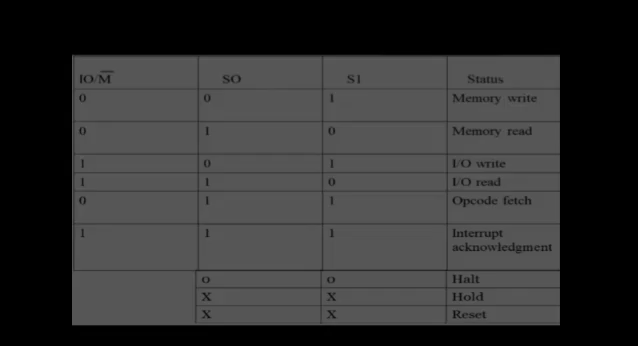 IO/M̅ SO S1 Status
0 0 1 Memory write
0 1 0 Memory read
1 0 1 I/O write
1 1 0 I/O read
0 1 1 Opcode fetch
1 1 1 Interrupt
acknowledgment
o o Halt
X X Hold
X X Reset